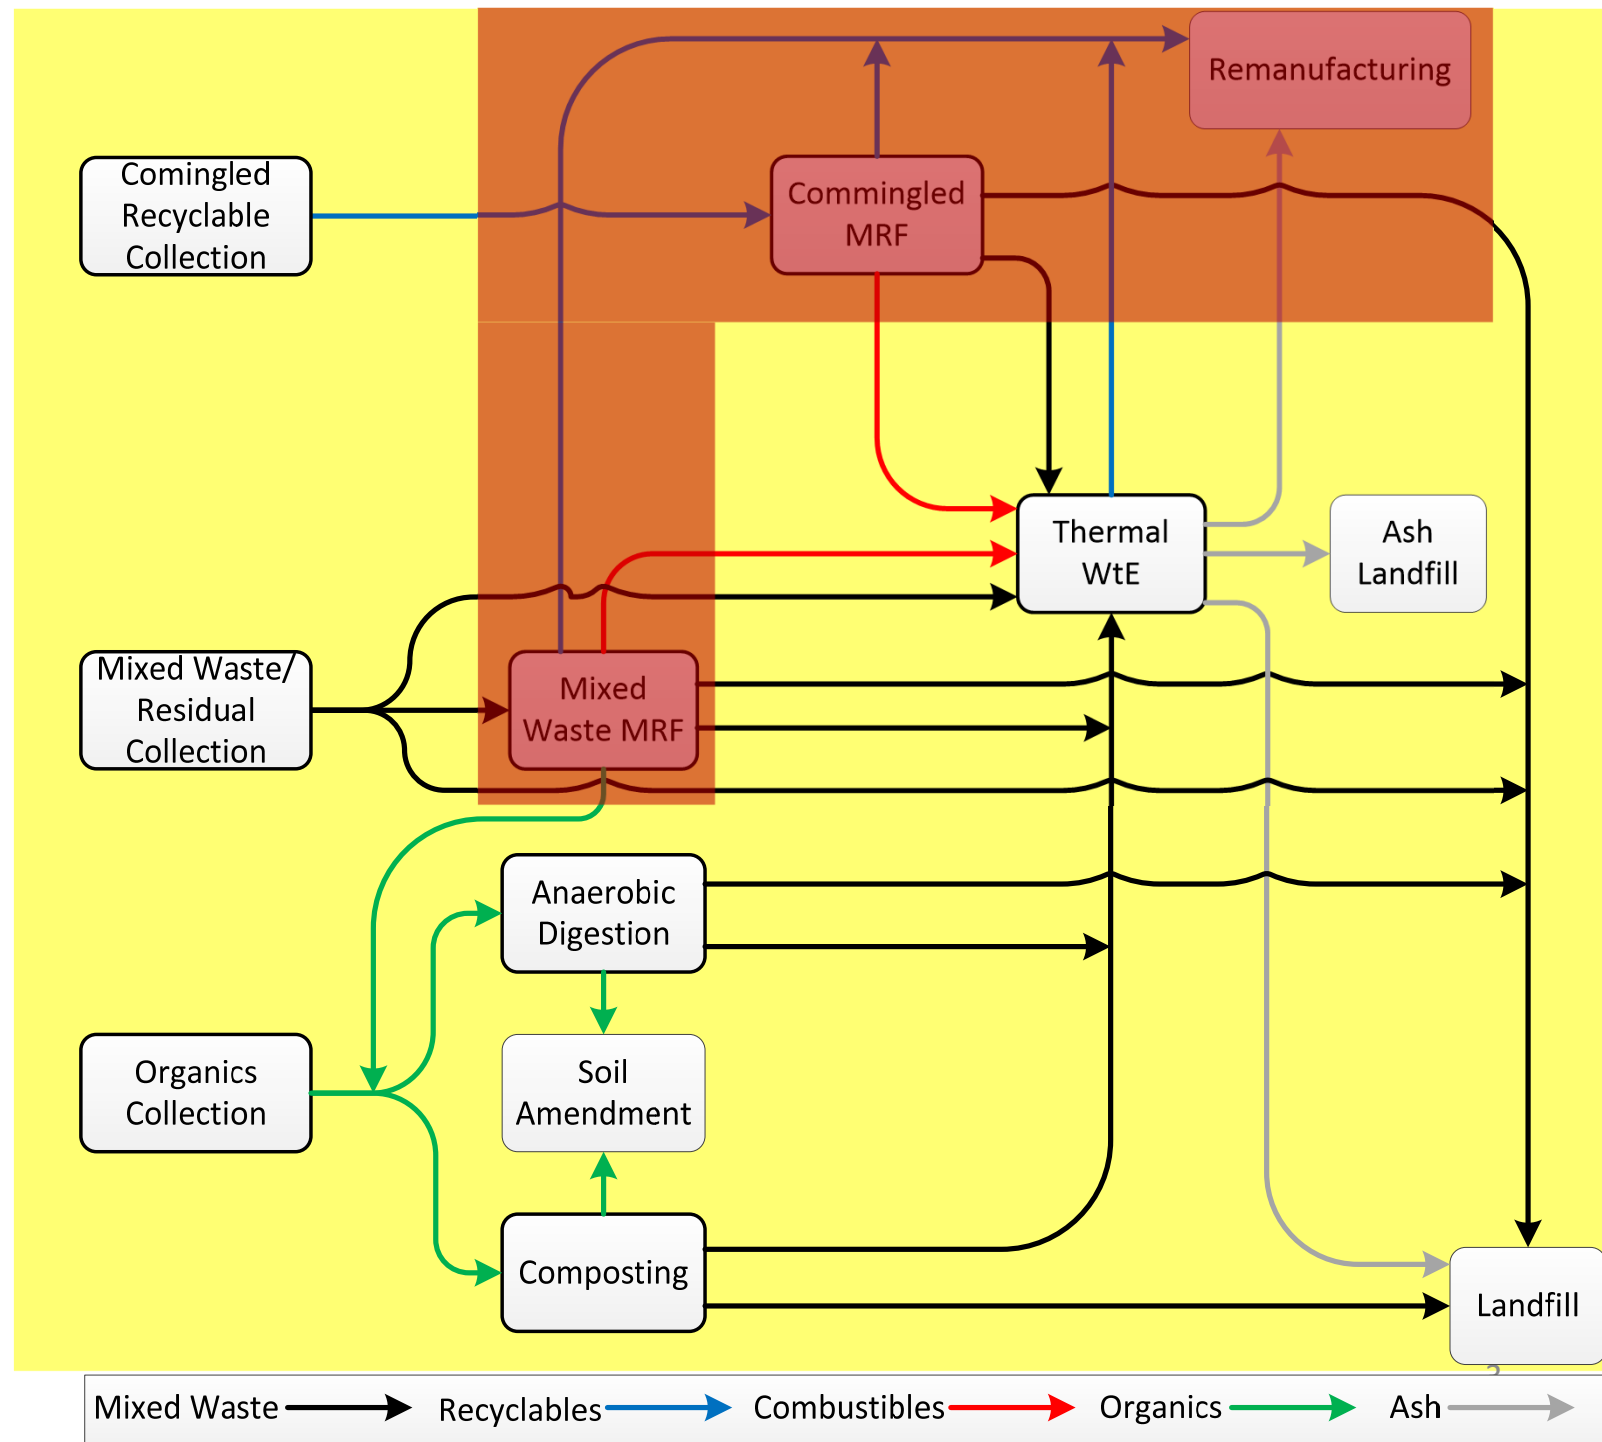 Remanufacturing
Comingled
Recyclable
Collection
Commingled
MRF
Thermal
WtE
Ash
Landfill
Mixed Waste/
Residual
Collection
Mixed
Waste MRF
Anaerobic
Digestion
Organics
Collection
Soil
Amendment
Composting
Landfill
Mixed Waste
Recyclables
Combustibles
Organics
Ash